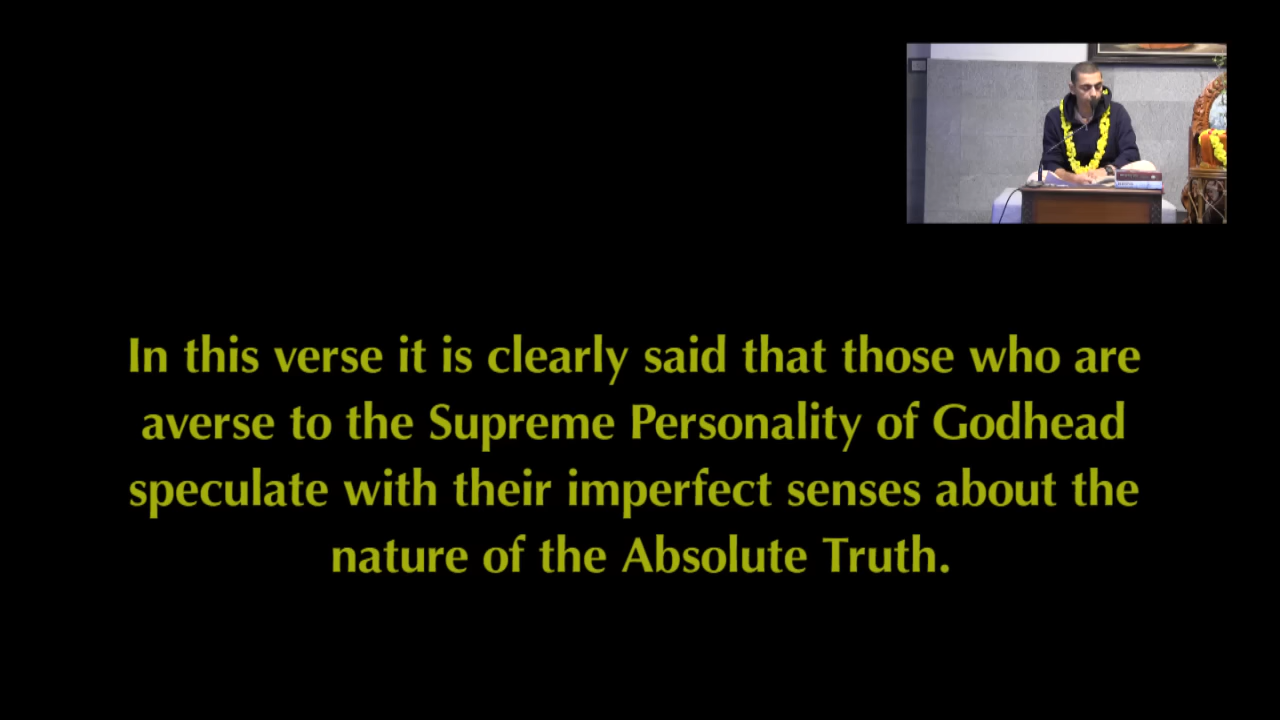 In this verse it is clearly said that those who are
averse to the Supreme Personality of Godhead
speculate with their imperfect senses about the
nature of the Absolute Truth.